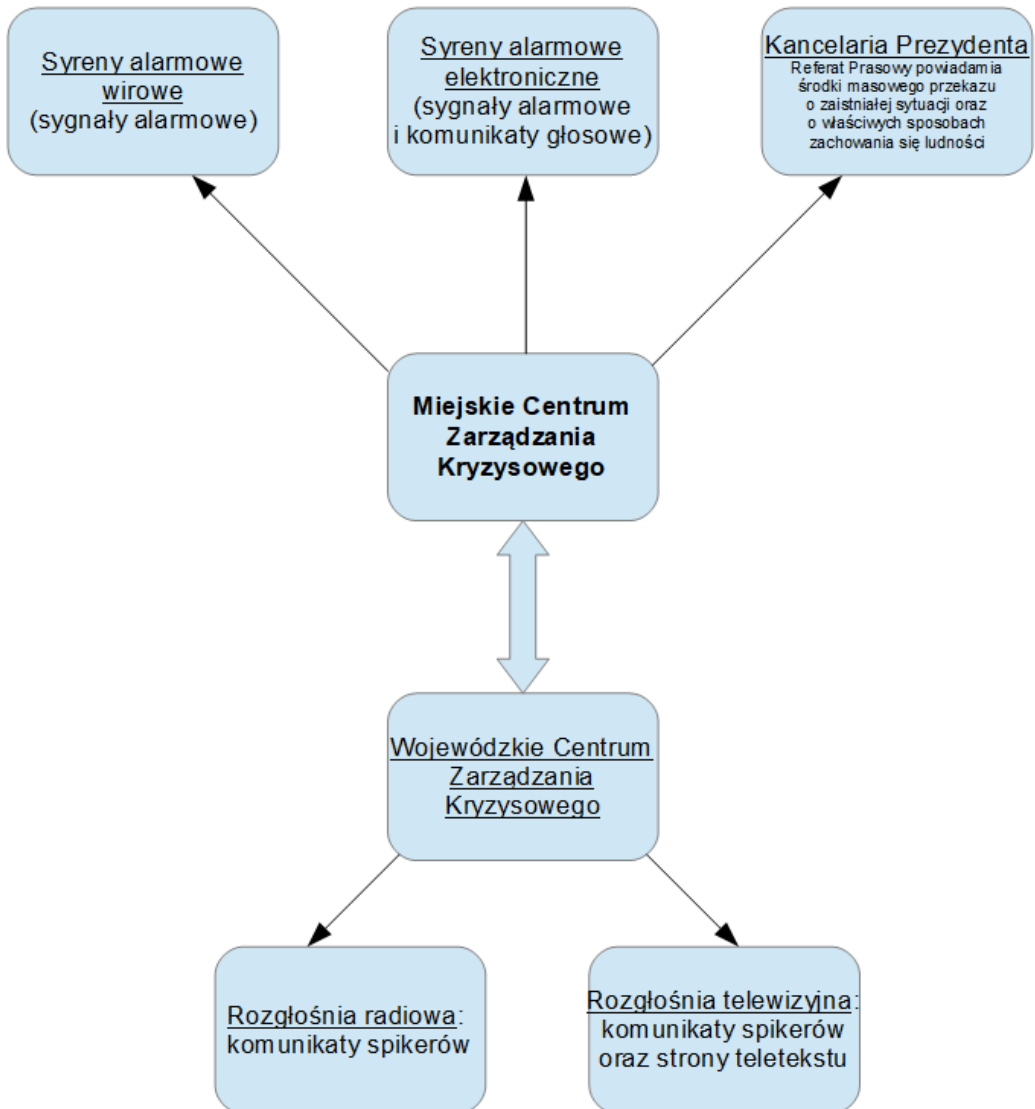 Syreny alarmowe
wirowe
(sygnały alarmowe)
Syreny alarmowe
elektroniczne
(sygnały alarmowe
i komunikaty głosowe)
Kancelaria Prezydenta
Referat Prasowy powiadamia
środki masowego przekazu
o zaistniałej sytuacji oraz
o właściwych sposobach
zachowania się ludności
Miejskie Centrum
Zarządzania
Kryzysowego
Wojewódzkie Centrum
Zarządzania
Kryzysowego
Rozgłośnia radiowa:
komunikaty spikerów
Rozgłośnia telewizyjna:
komunikaty spikerów
oraz strony teletekstu